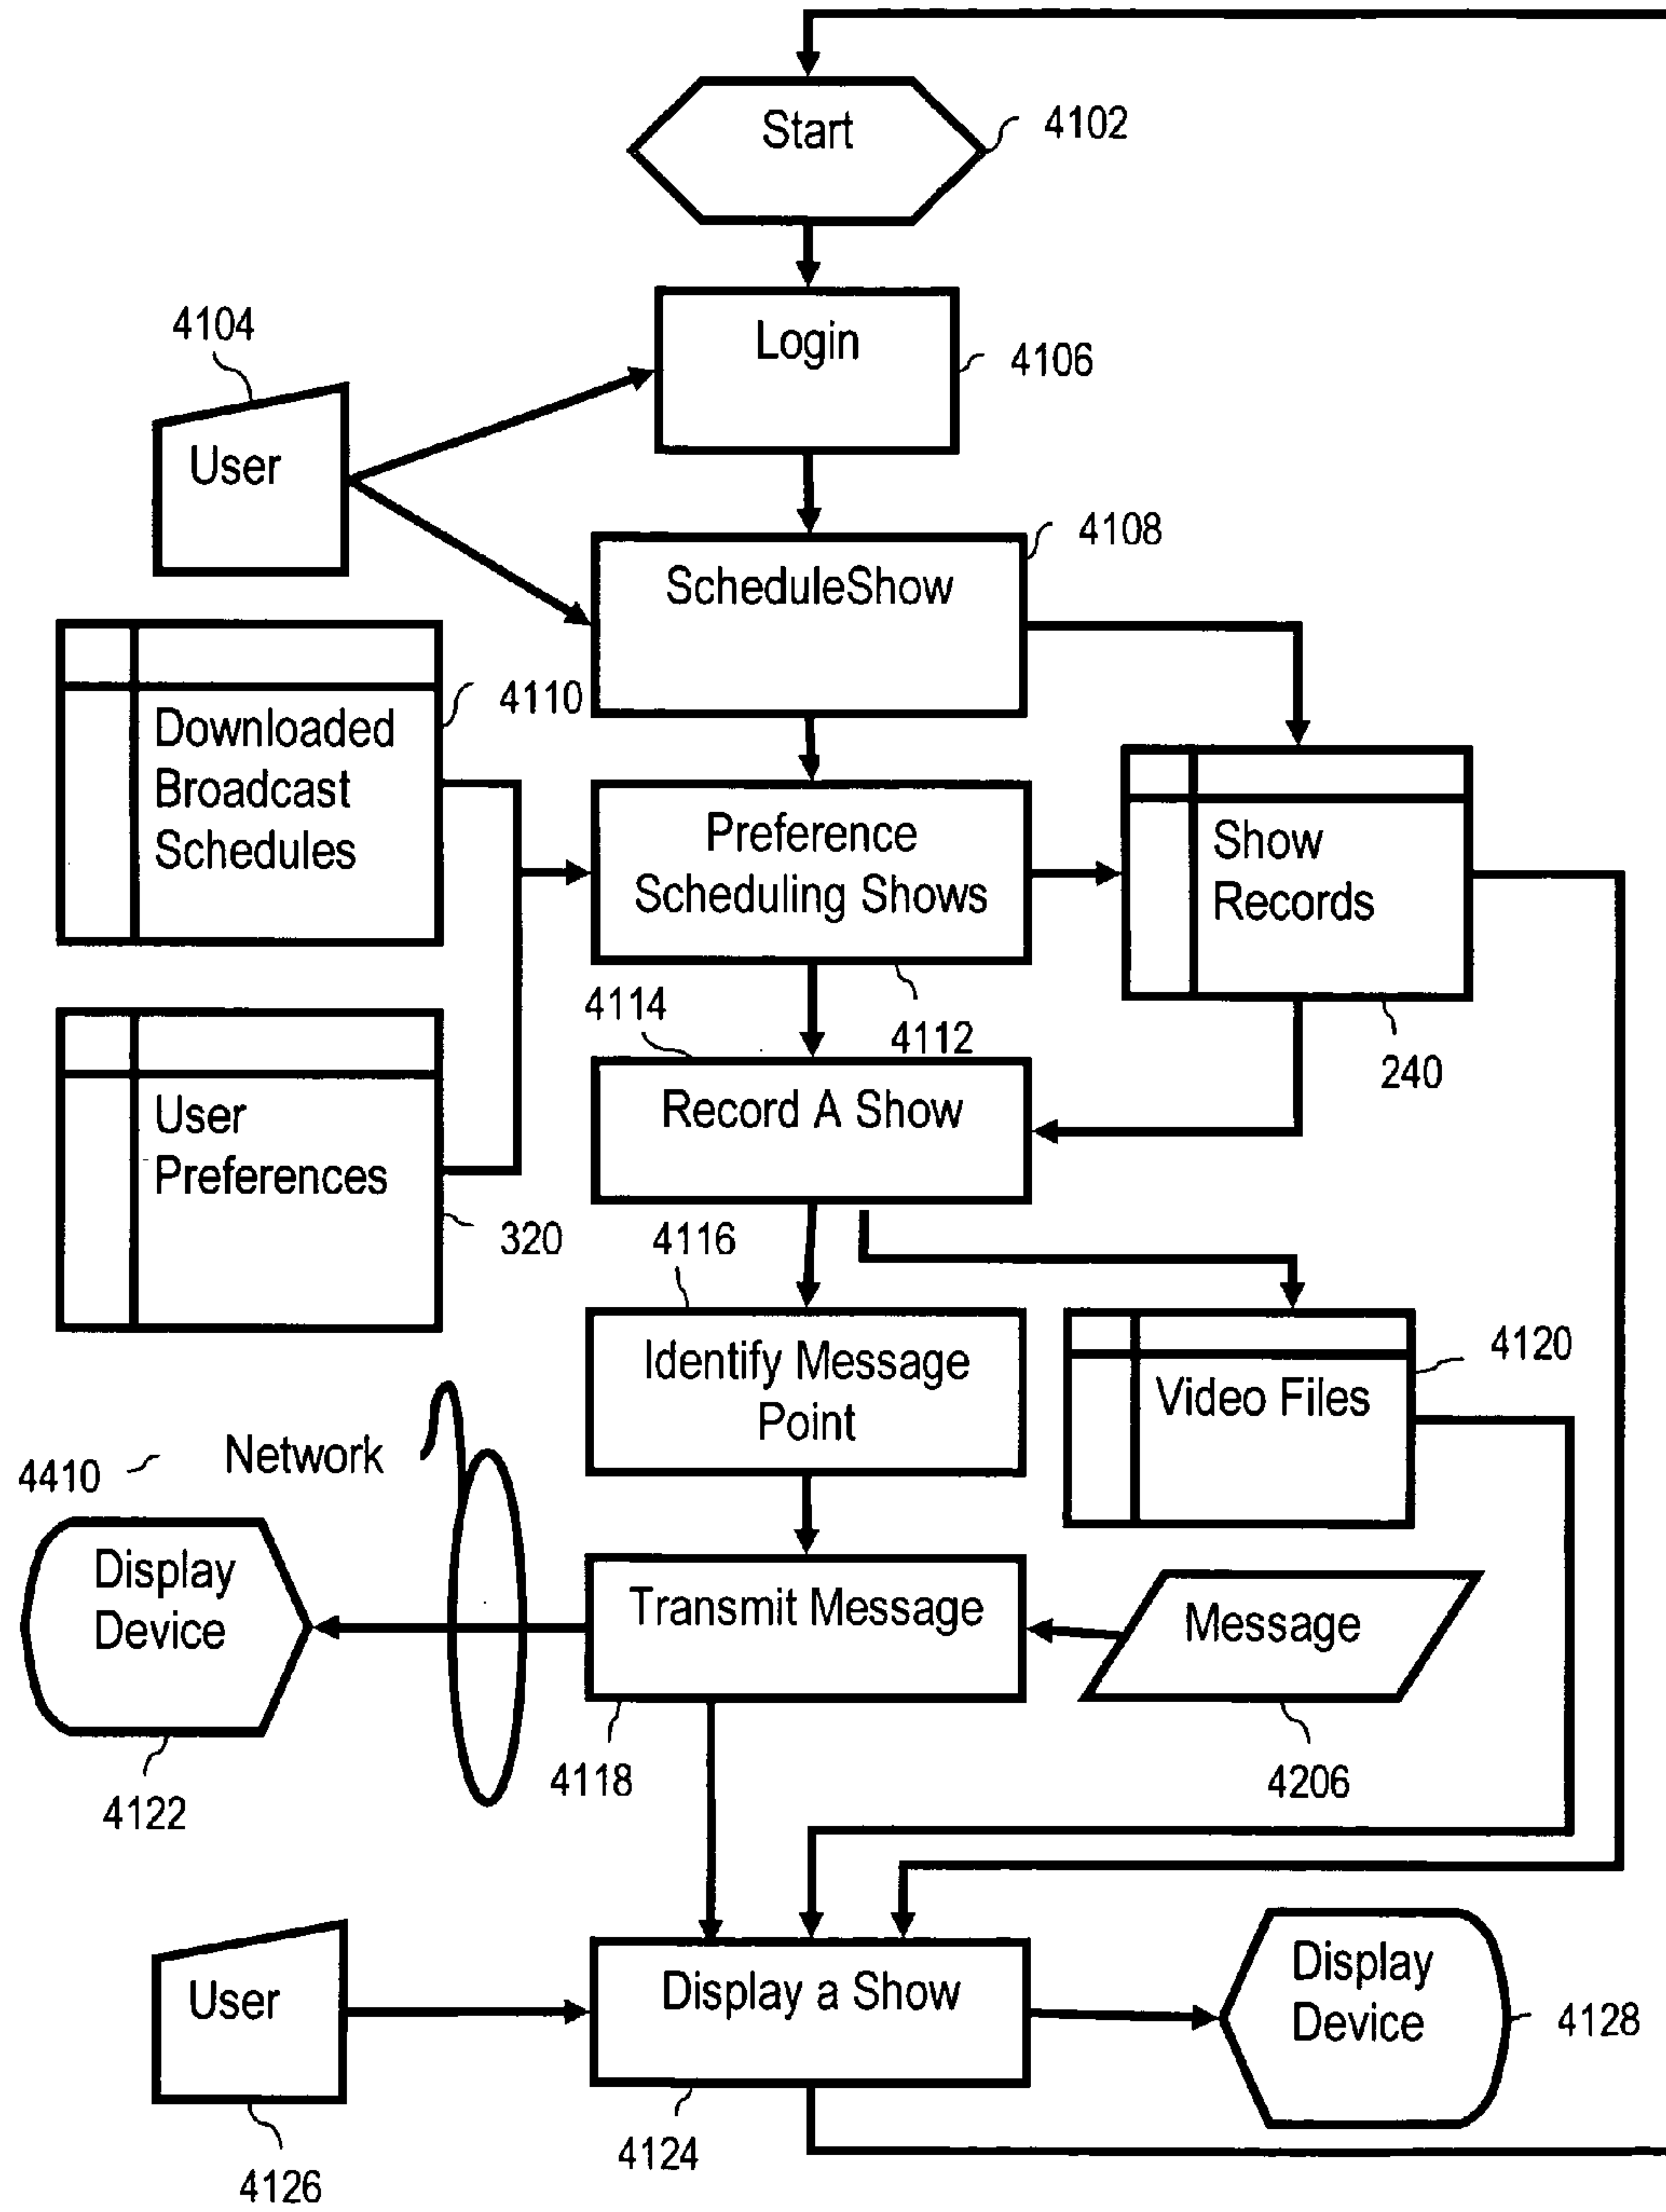 Start
4102
4104
Login
4106
User
4108
ScheduleShow
4110
Downloaded
Broadcast
Schedules
Preference
Scheduling Shows
Show
Records
4114
4112
240
User
Preferences
Record A Show
320
4116
Identify Message
Point
4120
Video Files
Network
4410
Display
Device
Transmit Message
Message
4118
4206
4122
User
Display a Show
Display
Device
4128
4124
4126